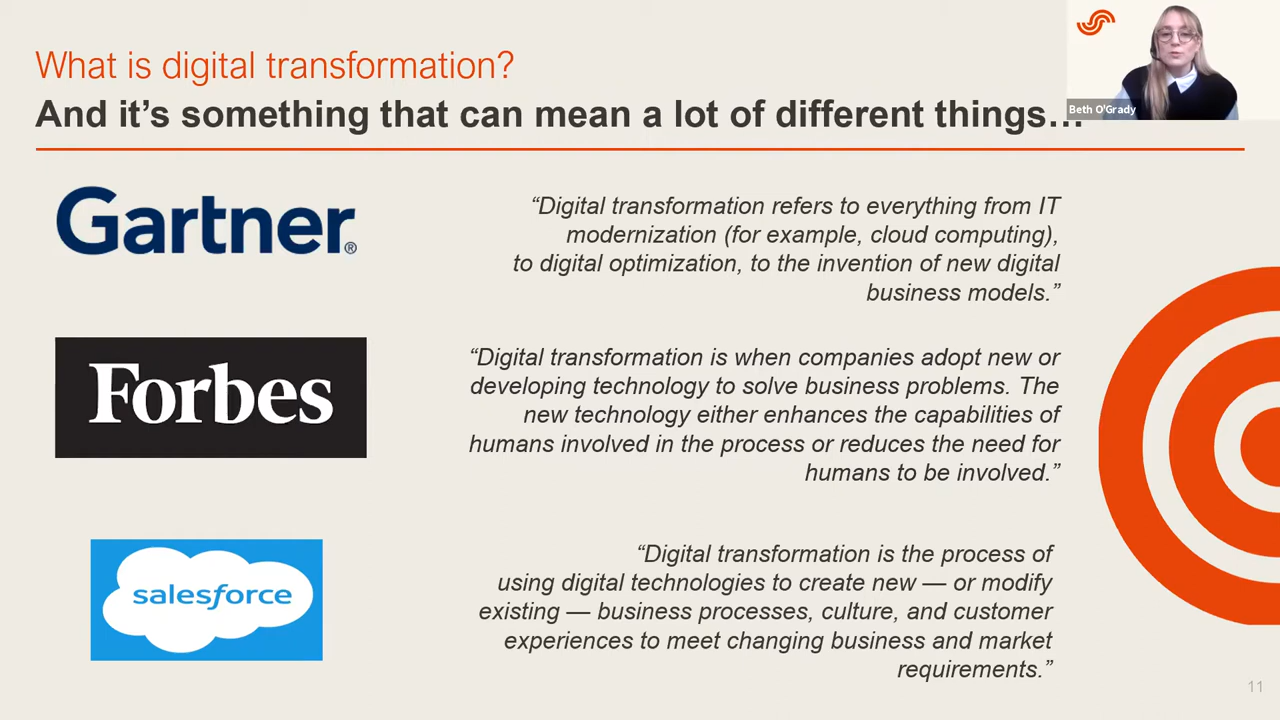 What is digital transformation?
And it's something that can mean a lot of different things…
Beth O'Grady
Gartner®
“Digital transformation refers to everything from IT
modernization (for example, cloud computing),
to digital optimization, to the invention of new digital
business models.”
Forbes
“Digital transformation is when companies adopt new or
developing technology to solve business problems. The
new technology either enhances the capabilities of
humans involved in the process or reduces the need for
humans to be involved.”
salesforce
“Digital transformation is the process of
using digital technologies to create new — or modify
existing — business processes, culture, and customer
experiences to meet changing business and market
requirements.”
11